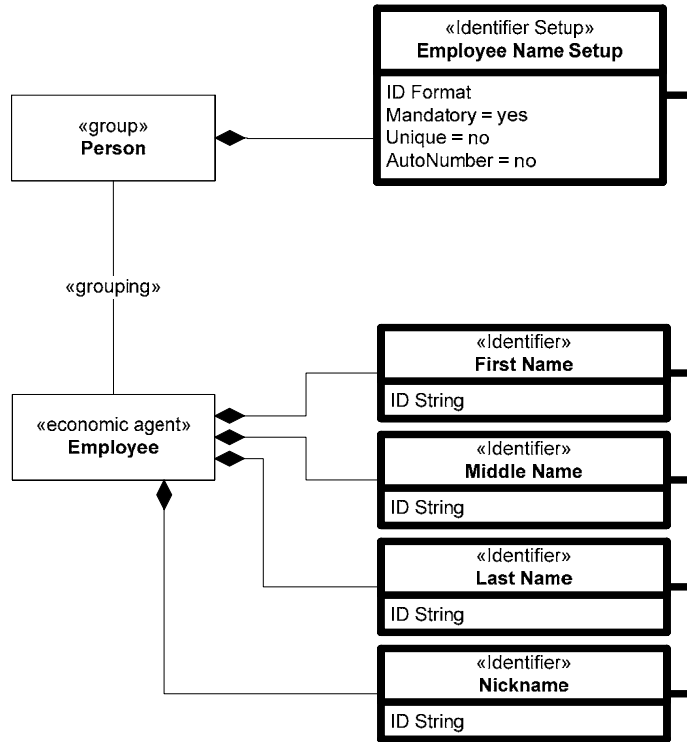 «Identifier Setup»
Employee Name Setup
ID Format
Mandatory = yes
Unique = no
AutoNumber = no
«group»
Person
«grouping»
«economic agent»
Employee
«Identifier»
First Name
ID String
«Identifier»
Middle Name
ID String
«Identifier»
Last Name
ID String
«Identifier»
Nickname
ID String